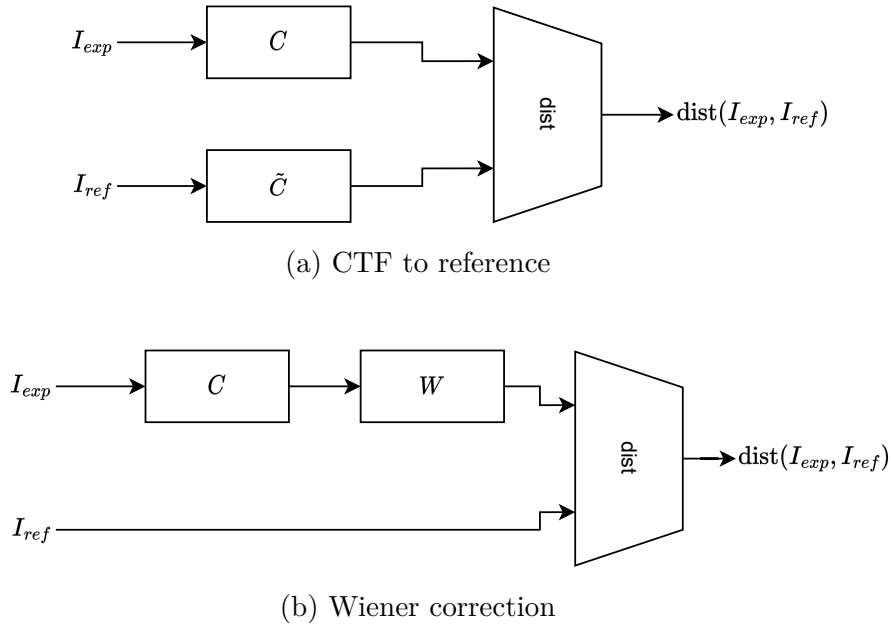 I_exp C
dist
dist(I_exp, I_ref)
I_ref C̃
(a) CTF to reference
I_exp C W
dist
dist(I_exp, I_ref)
I_ref
(b) Wiener correction